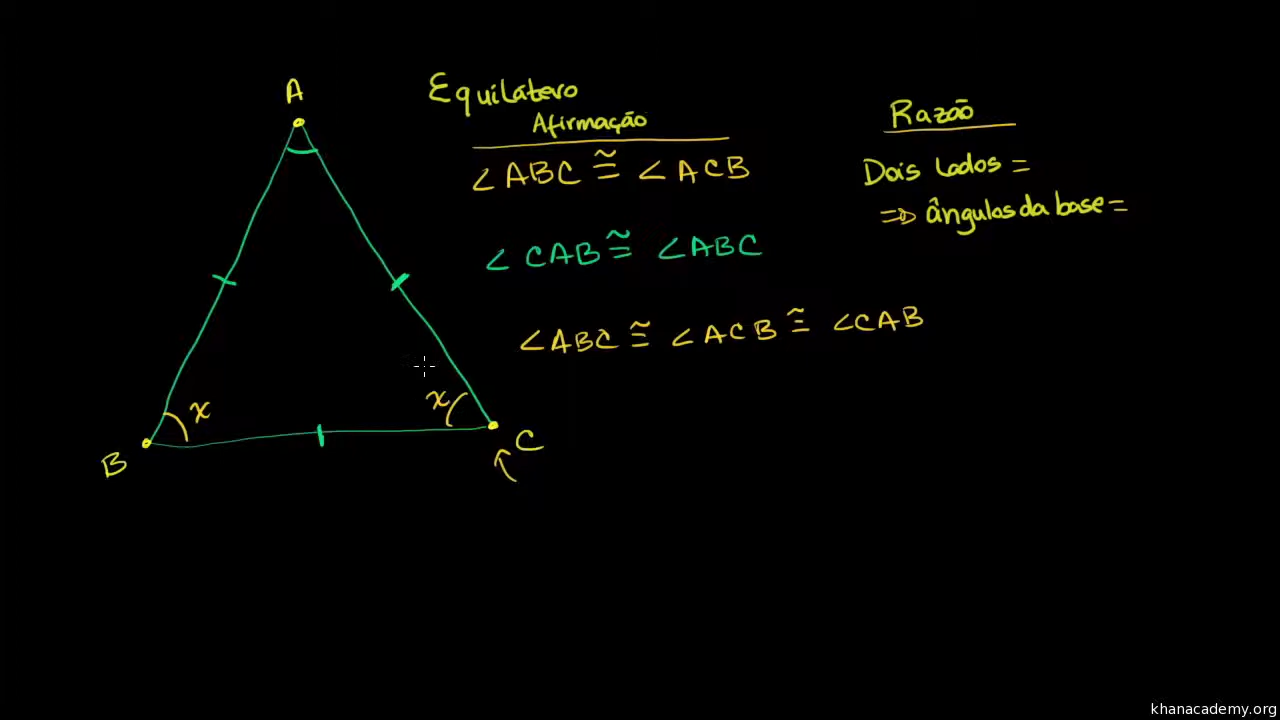 A
Equilátero
Afirmação
Razão
∠ABC ≅ ∠ACB
Dois lados =
=> ângulos da base =
∠CAB ≅ ∠ABC
∠ABC ≅ ∠ACB ≅ ∠CAB
x
x
B
C
khanacademy.org